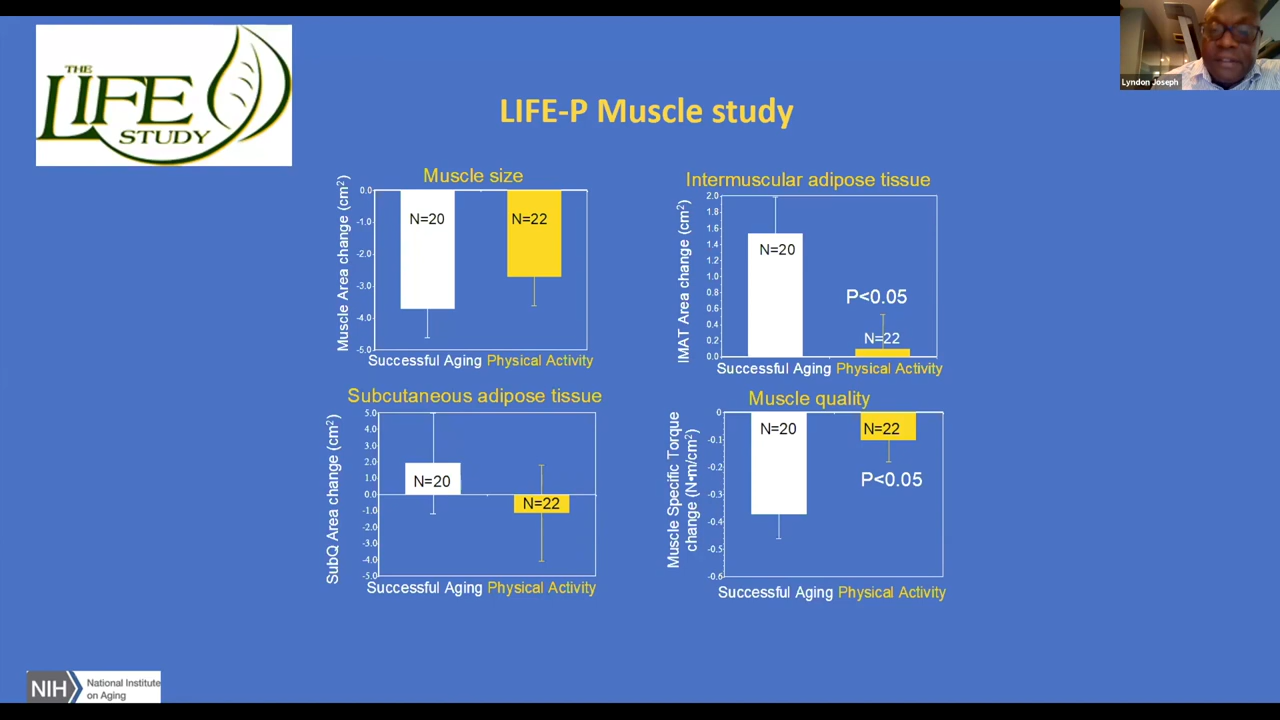 THE
LIFE
STUDY
Lyndon Joseph
LIFE-P Muscle study
Muscle size
Muscle Area change (cm²)
0.0
-1.0
-2.0
-3.0
-4.0
-5.0
N=20
N=22
Successful Aging Physical Activity
Intermuscular adipose tissue
IMAT Area change (cm²)
2.0
1.8
1.6
1.4
1.2
1.0
0.8
0.6
0.4
0.2
0.0
N=20
P<0.05
N=22
Successful Aging Physical Activity
Subcutaneous adipose tissue
SubQ Area change (cm²)
5.0
4.0
3.0
2.0
1.0
0.0
-1.0
-2.0
-3.0
-4.0
-5.0
N=20
N=22
Successful Aging Physical Activity
Muscle quality
Muscle Specific Torque
change (N•m/cm²)
0
-0.1
-0.2
-0.3
-0.4
-0.5
-0.6
N=20
N=22
P<0.05
Successful Aging Physical Activity
NIH
National Institute
on Aging